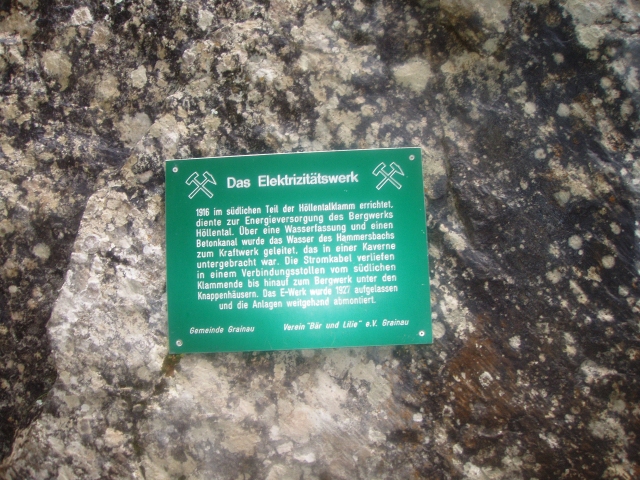 Das Elektrizitätswerk
1916 im südlichen Teil der Höllentalklamm errichtet,
diente zur Energieversorgung des Bergwerks
Höllental. Über eine Wasserfassung und einen
Betonkanal wurde das Wasser des Hammersbachs
zum Kraftwerk geleitet, das in einer Kaverne
untergebracht war. Die Stromkabel verliefen
in einem Verbindungsstollen vom südlichen
Klammende bis hinauf zum Bergwerk unter den
Knappenhäusern. Das E-Werk wurde 1927 aufgelassen
und die Anlagen weitgehend abmontiert.
Gemeinde Grainau Verein "Bär und Lilie" e.V. Grainau